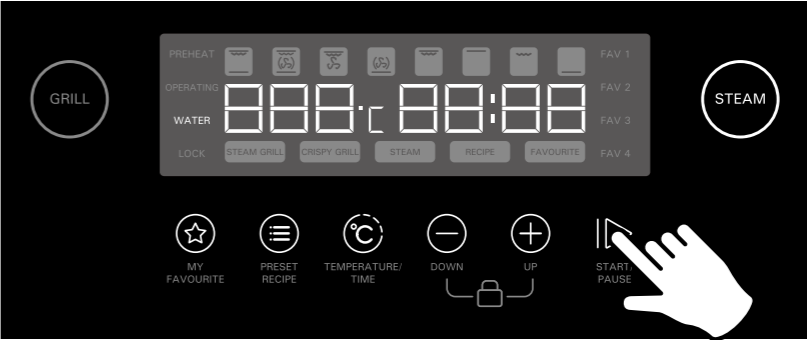 PREHEAT
FAV 1
OPERATING
FAV 2
GRILL
888°C 88:88
STEAM
WATER
FAV 3
LOCK
STEAM GRILL
CRISPY GRILL
STEAM
RECIPE
FAVOURITE
FAV 4
°C
MY
FAVOURITE
PRESET
RECIPE
TEMPERATURE/
TIME
DOWN
UP
START/
PAUSE